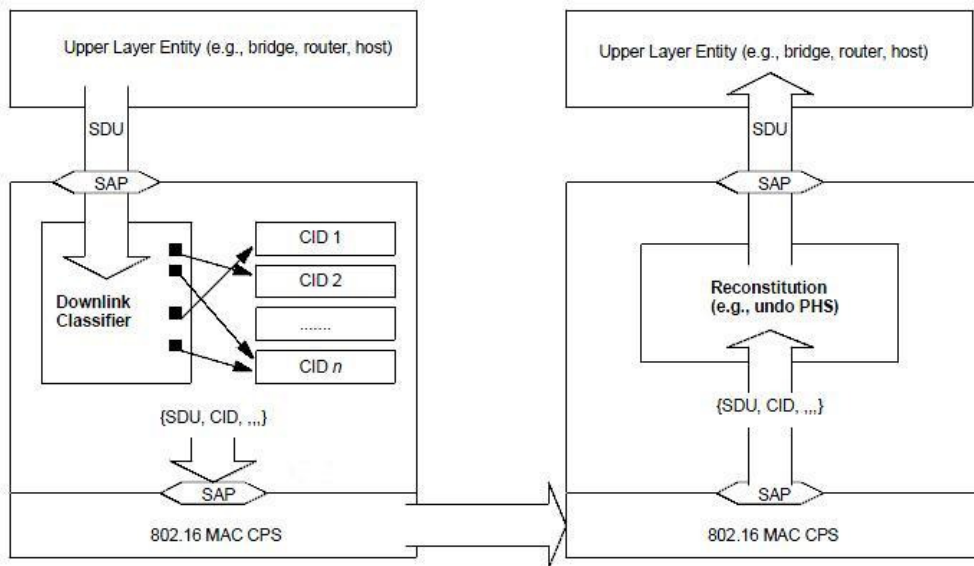 Upper Layer Entity (e.g., bridge, router, host)
SDU
SAP
Downlink
Classifier
CID 1
CID 2
.......
CID n
{SDU, CID, ,,,}
SAP
802.16 MAC CPS
Upper Layer Entity (e.g., bridge, router, host)
SDU
SAP
Reconstitution
(e.g., undo PHS)
{SDU, CID, ,,,}
SAP
802.16 MAC CPS